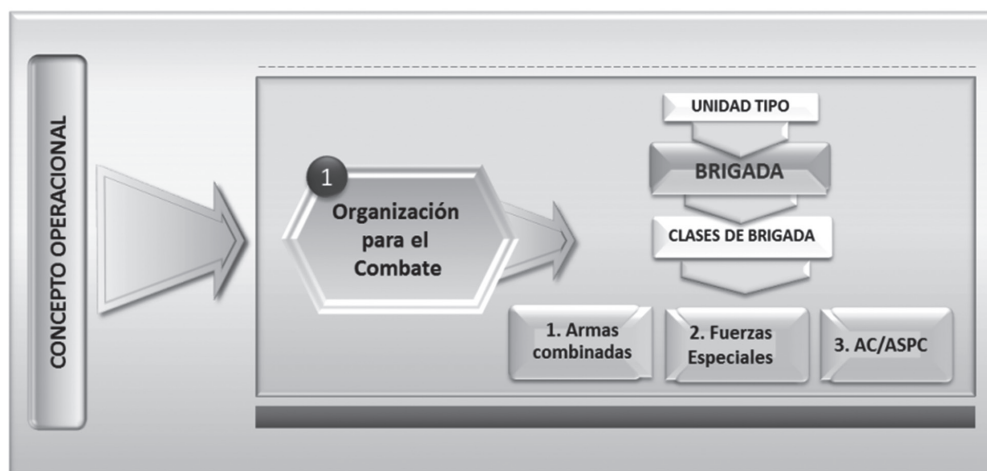 CONCEPTO OPERACIONAL
1
Organización
para el
Combate
UNIDAD TIPO
BRIGADA
CLASES DE BRIGADA
1. Armas
combinadas
2. Fuerzas
Especiales
3. AC/ASPC